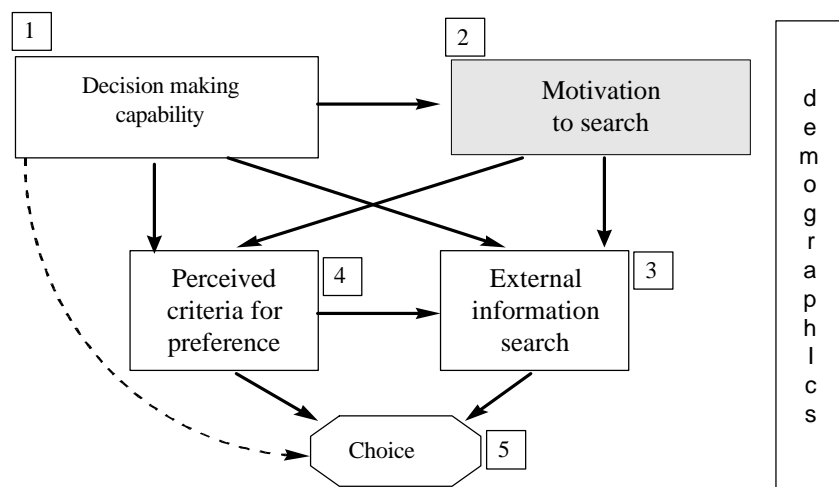 1
Decision making
capability
2
Motivation
to search
Perceived
criteria for
preference
4
External
information
search
3
Choice
5
d
e
m
o
g
r
a
p
h
I
c
s